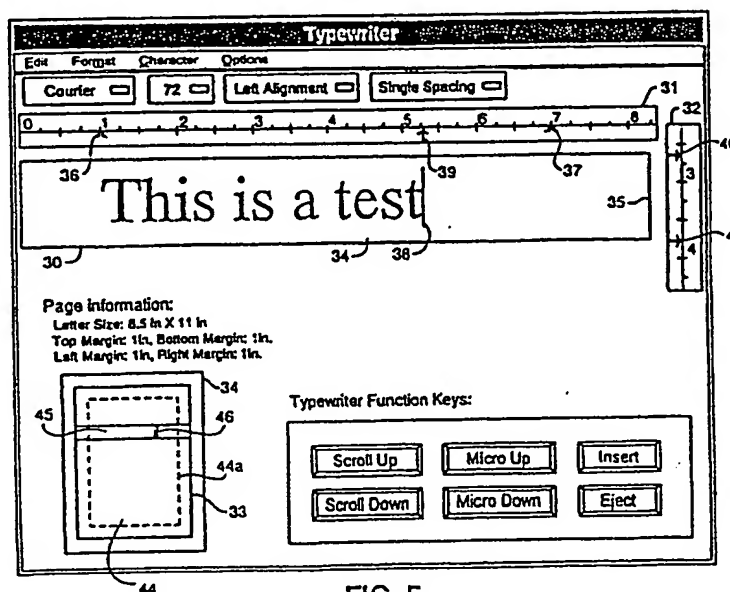 Typewriter
Edit Format Character Options
Courier 72 Left Alignment Single Spacing
31
32
0 1 2 3 4 5 6 7 8
36 39 37
3
4
This is a test
35
30 34 38
Page information:
Letter Size: 8.5 in X 11 in
Top Margin: 1in, Bottom Margin: 1in.
Left Margin: 1in, Right Margin: 1in.
34
45 46
44a
33
44
Typewriter Function Keys:
Scroll Up Micro Up Insert
Scroll Down Micro Down Eject